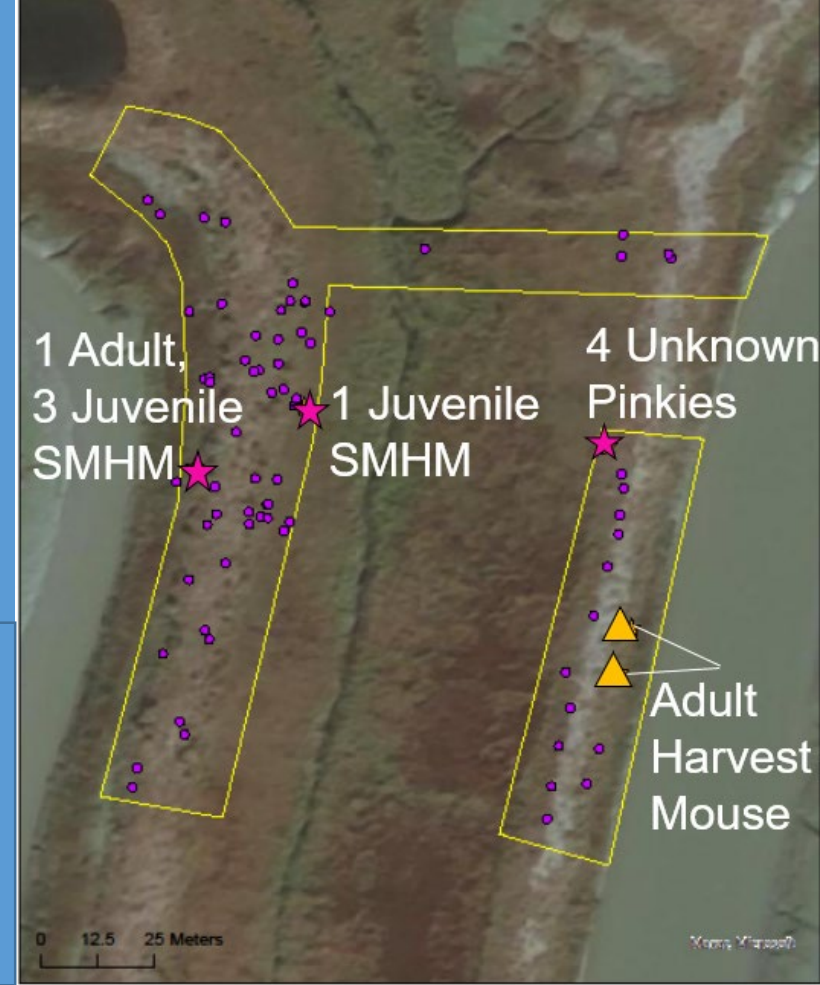 1 Adult,
3 Juvenile
SMHM
1 Juvenile
SMHM
4 Unknown
Pinkies
Adult
Harvest
Mouse
0 12.5 25 Meters